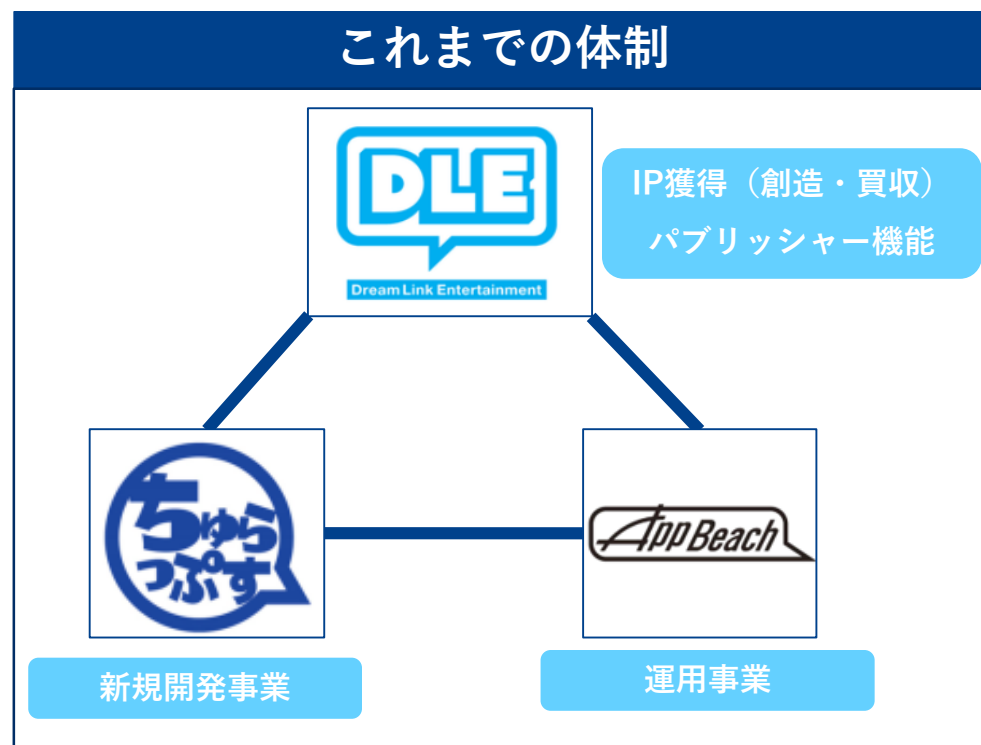 これまでの体制
DLE
Dream Link Entertainment
IP獲得（創造・買収）
パブリッシャー機能
ちゅら
っぷす
AppBeach
新規開発事業
運用事業